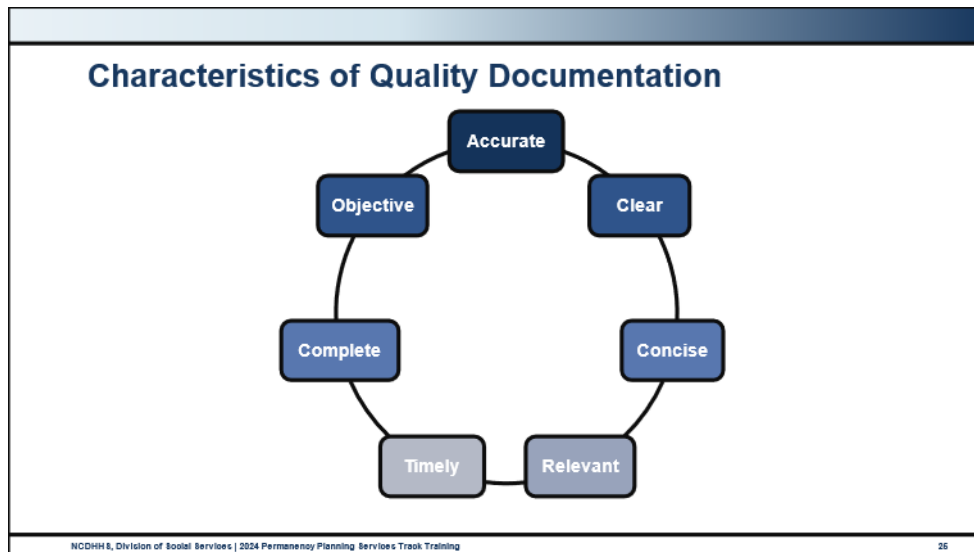 Characteristics of Quality Documentation
Accurate
Objective
Clear
Complete
Concise
Timely
Relevant
NCDHHS, Division of Social Services | 2024 Permanency Planning Services Track Training
26